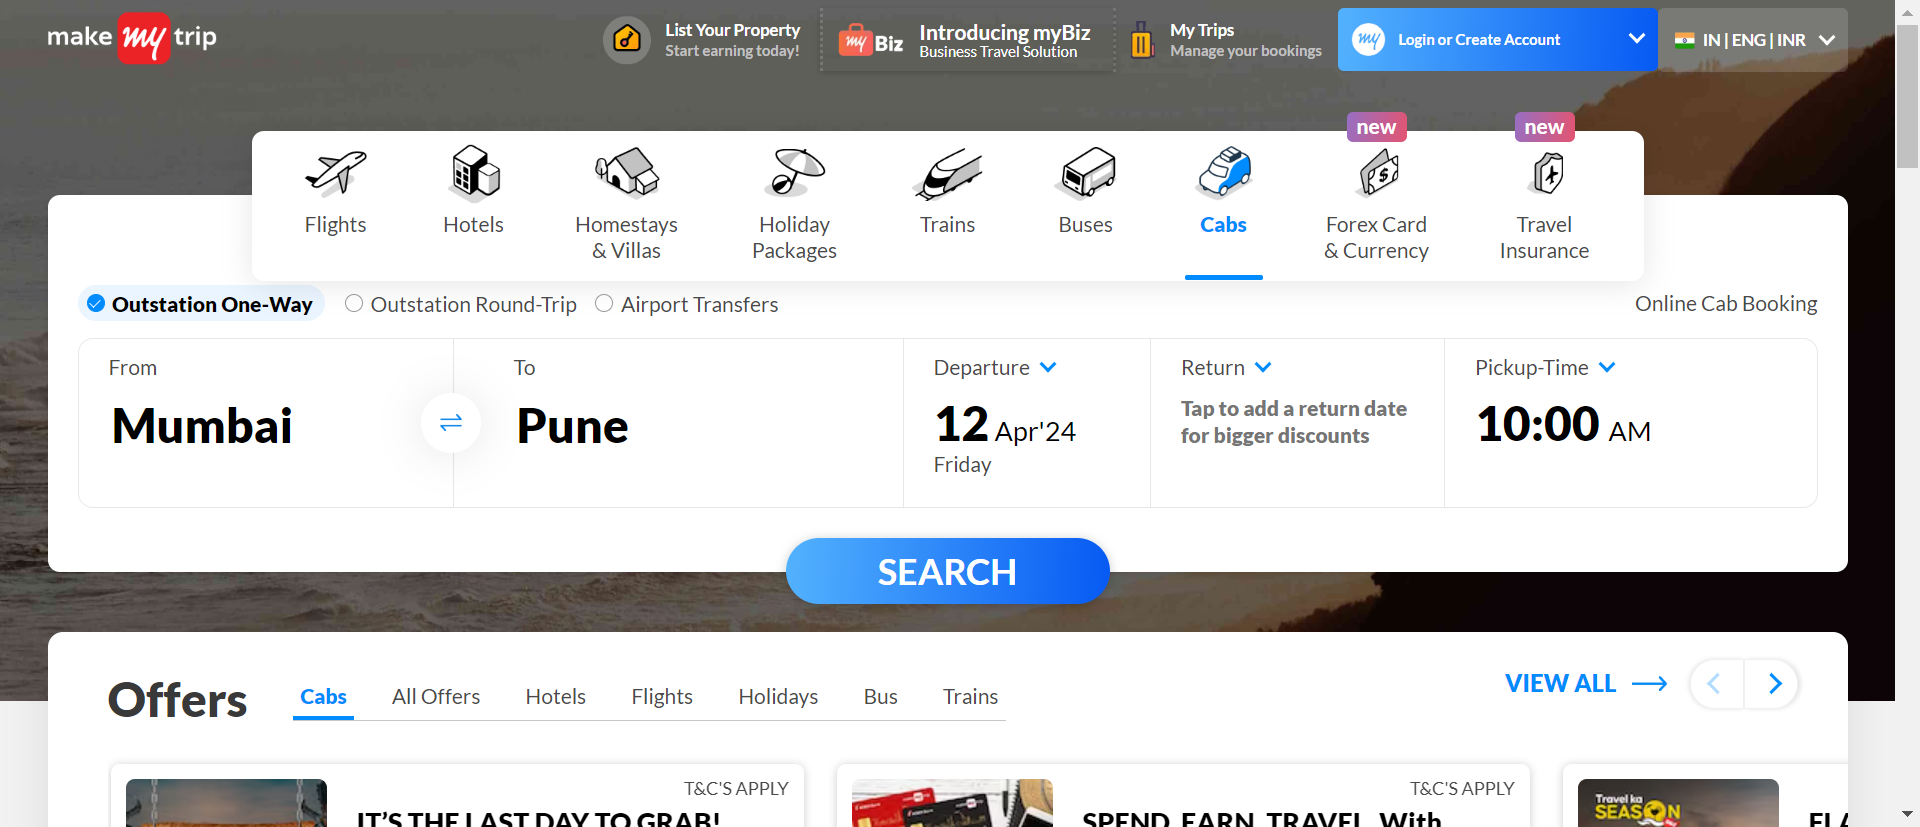 make my trip
List Your Property
Start earning today!
my Biz
Introducing myBiz
Business Travel Solution
My Trips
Manage your bookings
my
Login or Create Account
IN | ENG | INR
new
new
Flights
Hotels
Homestays
& Villas
Holiday
Packages
Trains
Buses
Cabs
Forex Card
& Currency
Travel
Insurance
Outstation One-Way
Outstation Round-Trip
Airport Transfers
Online Cab Booking
From
Mumbai
To
Pune
Departure
12 Apr'24
Friday
Return
Tap to add a return date
for bigger discounts
Pickup-Time
10:00 AM
SEARCH
Offers
Cabs
All Offers
Hotels
Flights
Holidays
Bus
Trains
VIEW ALL
T&C'S APPLY
IT'S THE LAST DAY TO GRAB!
T&C'S APPLY
SPEND, EARN, TRAVEL. With
Travel ka
SEASON